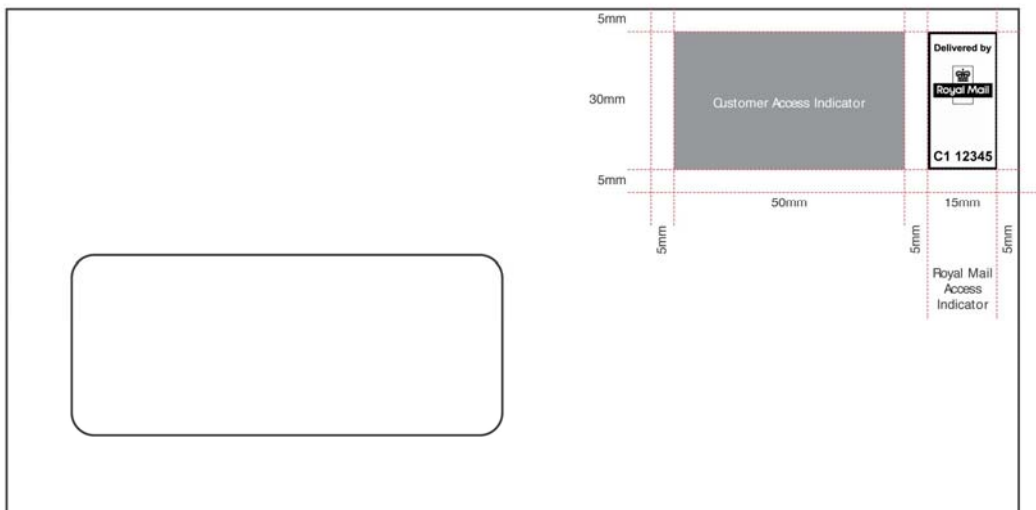 5mm
Delivered by
Royal Mail
30mm
Customer Access Indicator
C1 12345
5mm
50mm
15mm
5mm
5mm
5mm
Royal Mail
Access
Indicator